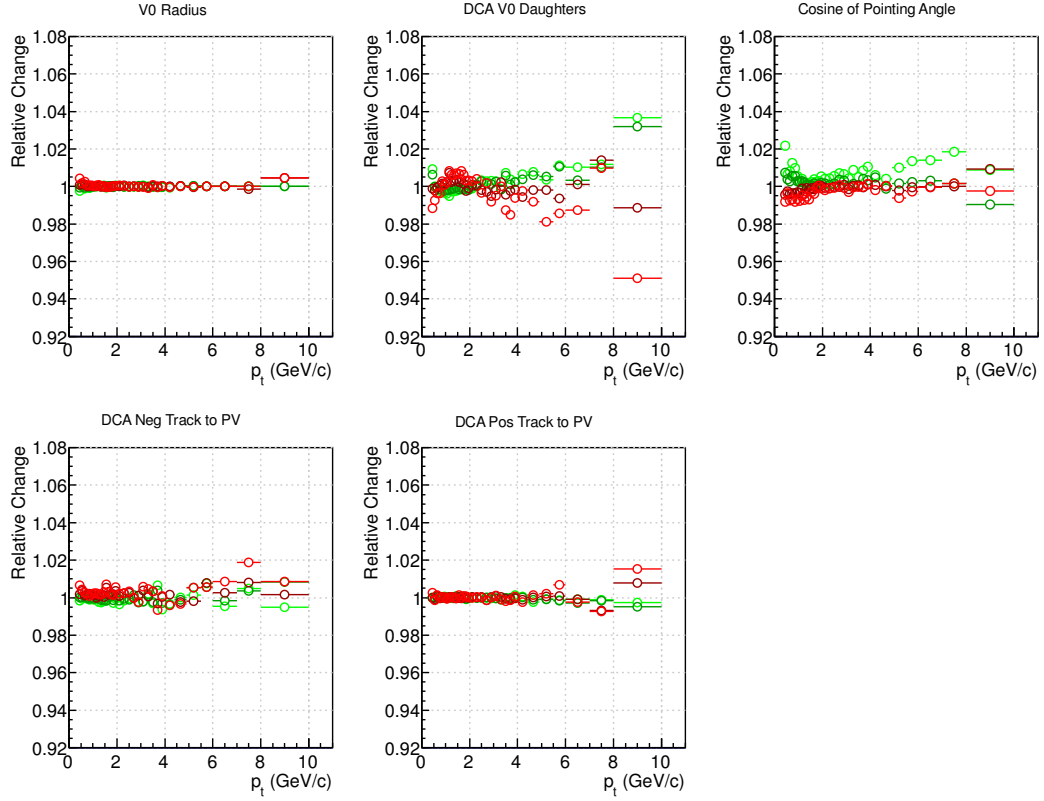 V0 Radius
DCA V0 Daughters
Cosine of Pointing Angle
Relative Change
1.08
1.06
1.04
1.02
1
0.98
0.96
0.94
0.92
0 2 4 6 8 10
p_t (GeV/c)
Relative Change
1.08
1.06
1.04
1.02
1
0.98
0.96
0.94
0.92
0 2 4 6 8 10
p_t (GeV/c)
Relative Change
1.08
1.06
1.04
1.02
1
0.98
0.96
0.94
0.92
0 2 4 6 8 10
p_t (GeV/c)
DCA Neg Track to PV
DCA Pos Track to PV
Relative Change
1.08
1.06
1.04
1.02
1
0.98
0.96
0.94
0.92
0 2 4 6 8 10
p_t (GeV/c)
Relative Change
1.08
1.06
1.04
1.02
1
0.98
0.96
0.94
0.92
0 2 4 6 8 10
p_t (GeV/c)